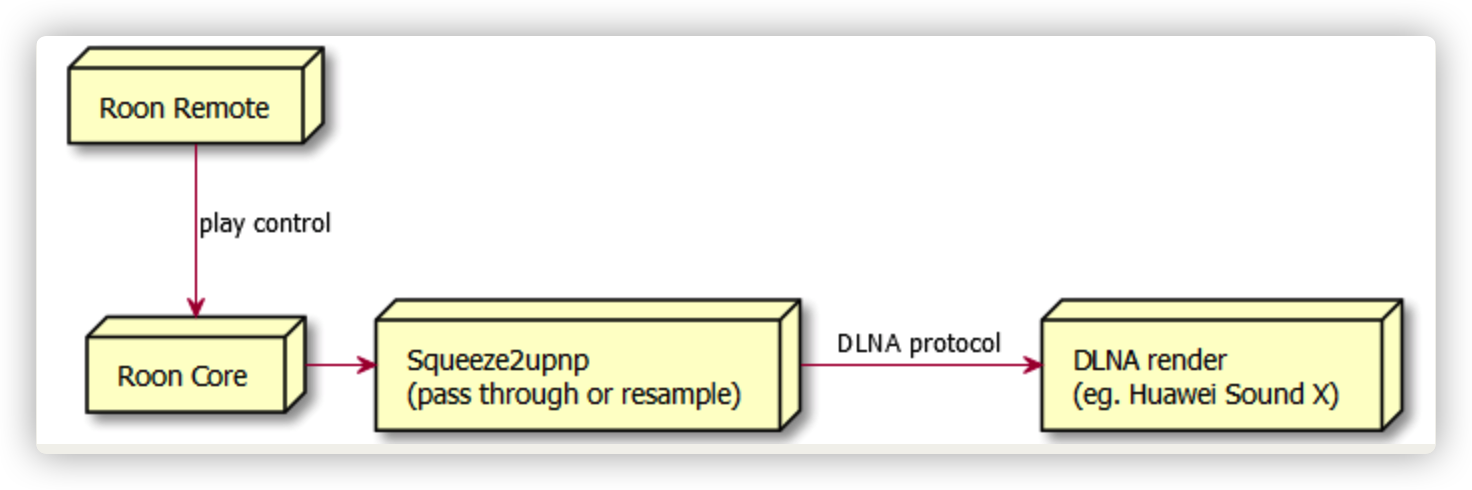 Roon Remote
play control
Roon Core
Squeeze2upnp
(pass through or resample)
DLNA protocol
DLNA render
(eg. Huawei Sound X)